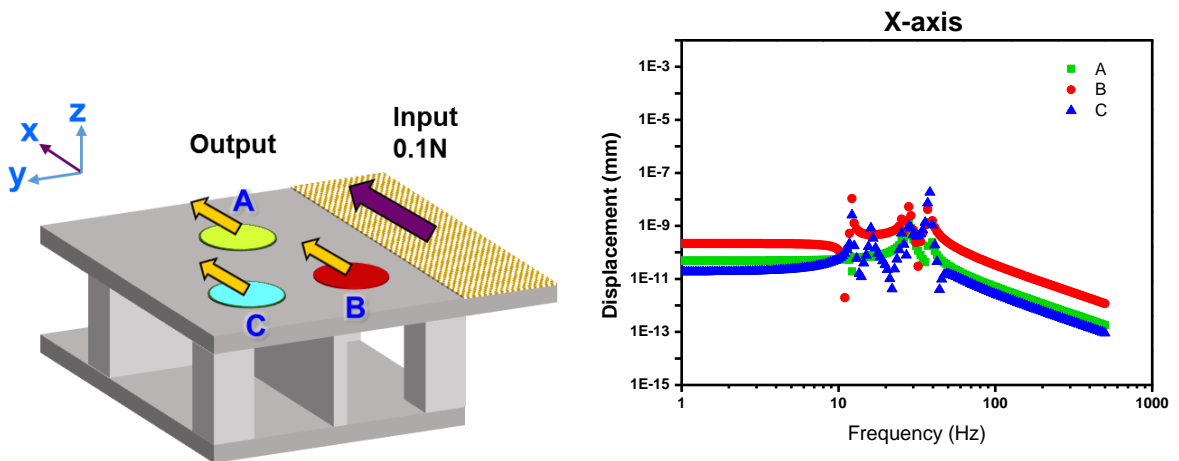 z
x
y
Output
Input
0.1N
A
B
C
X-axis
A
B
C
Displacement (mm)
1E-3
1E-5
1E-7
1E-9
1E-11
1E-13
1E-15
1
10
100
1000
Frequency (Hz)